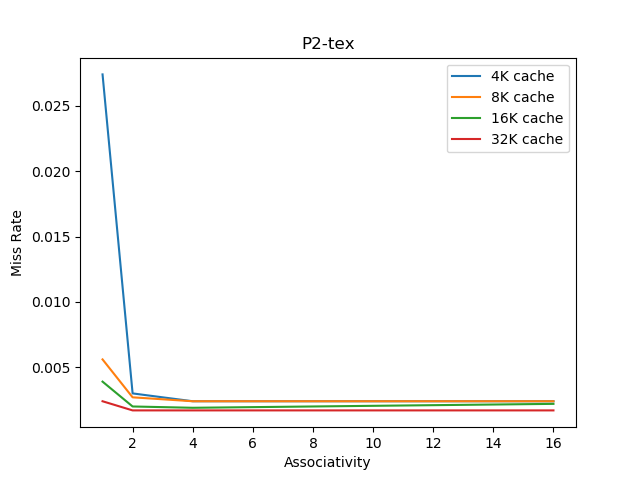 P2-tex
4K cache
8K cache
16K cache
32K cache
Miss Rate
0.025
0.020
0.015
0.010
0.005
2 4 6 8 10 12 14 16
Associativity